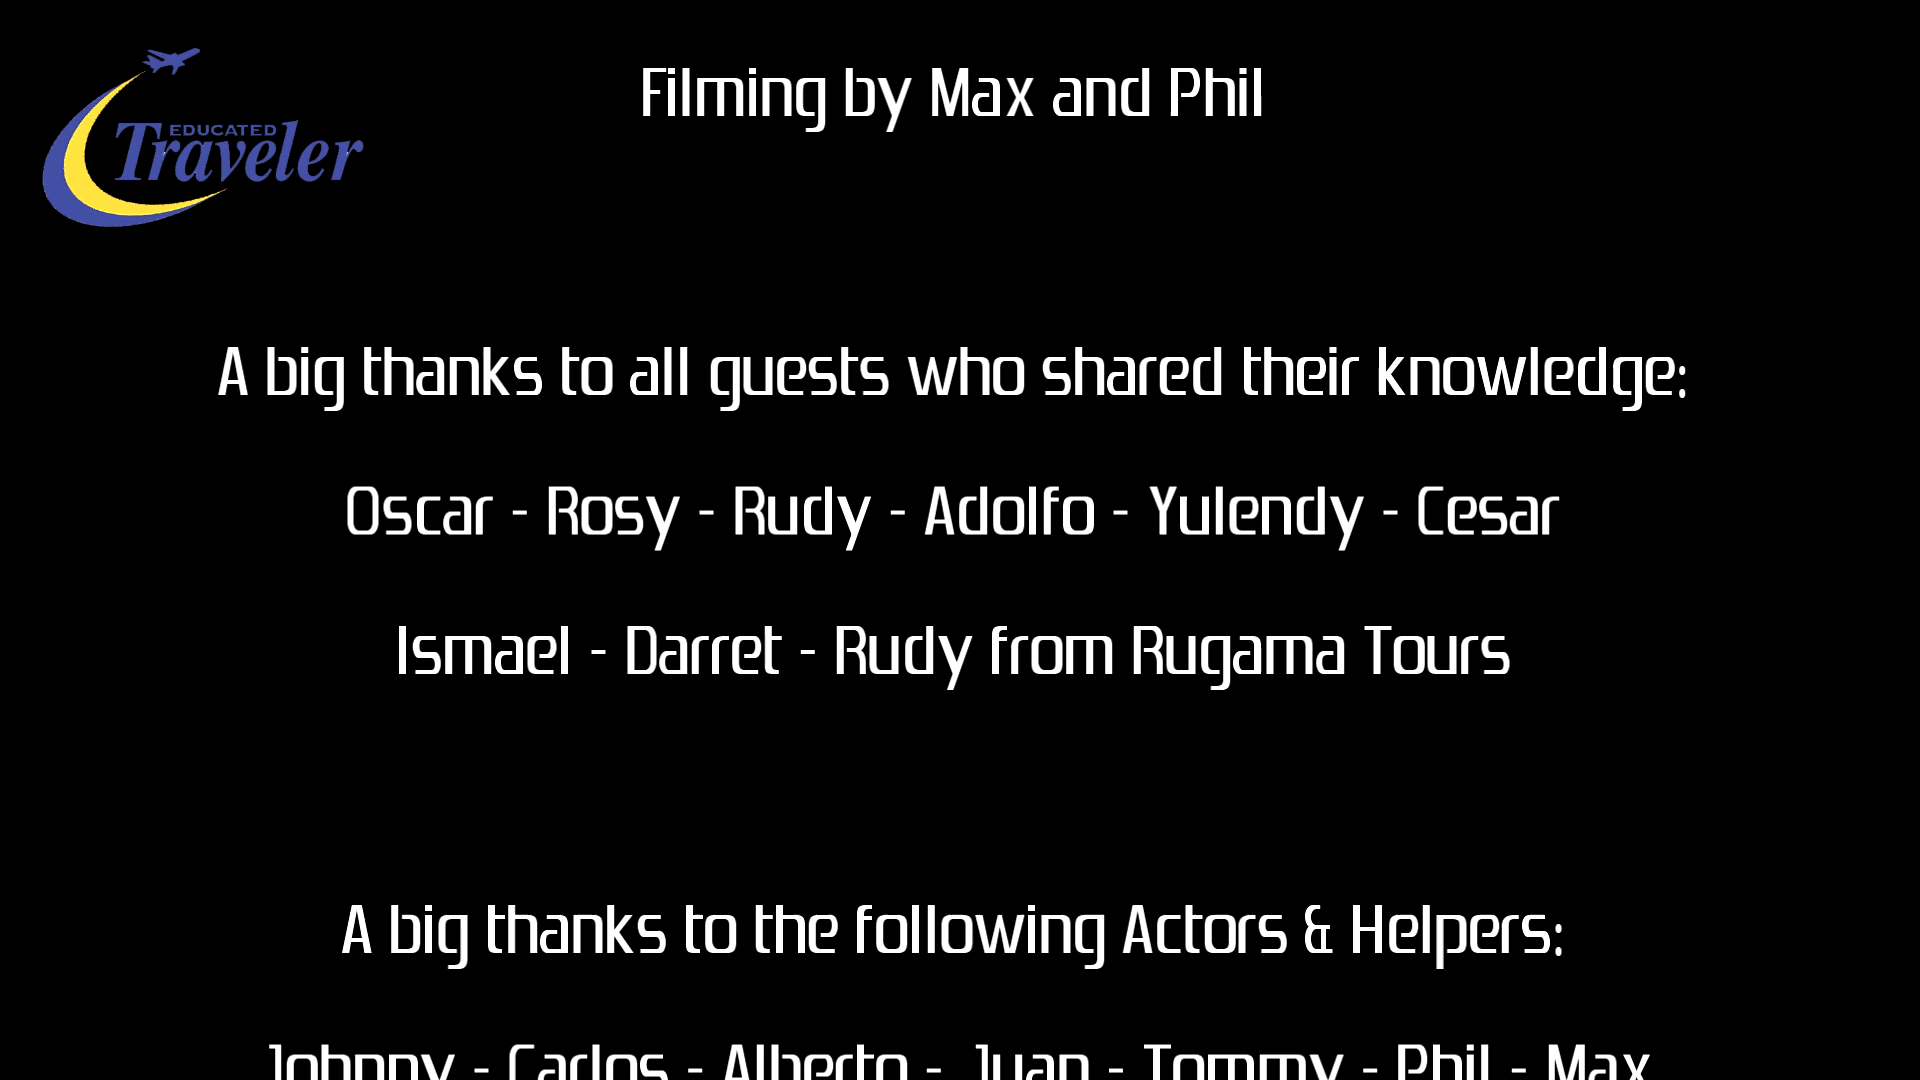 EDUCATED
Traveler
Filming by Max and Phil
A big thanks to all guests who shared their knowledge:
Oscar - Rosy - Rudy - Adolfo - Yulendy - Cesar
Ismael - Darret - Rudy from Rugama Tours
A big thanks to the following Actors & Helpers:
Johnny - Carlos - Alberto - Juan - Tommy - Phil - Max